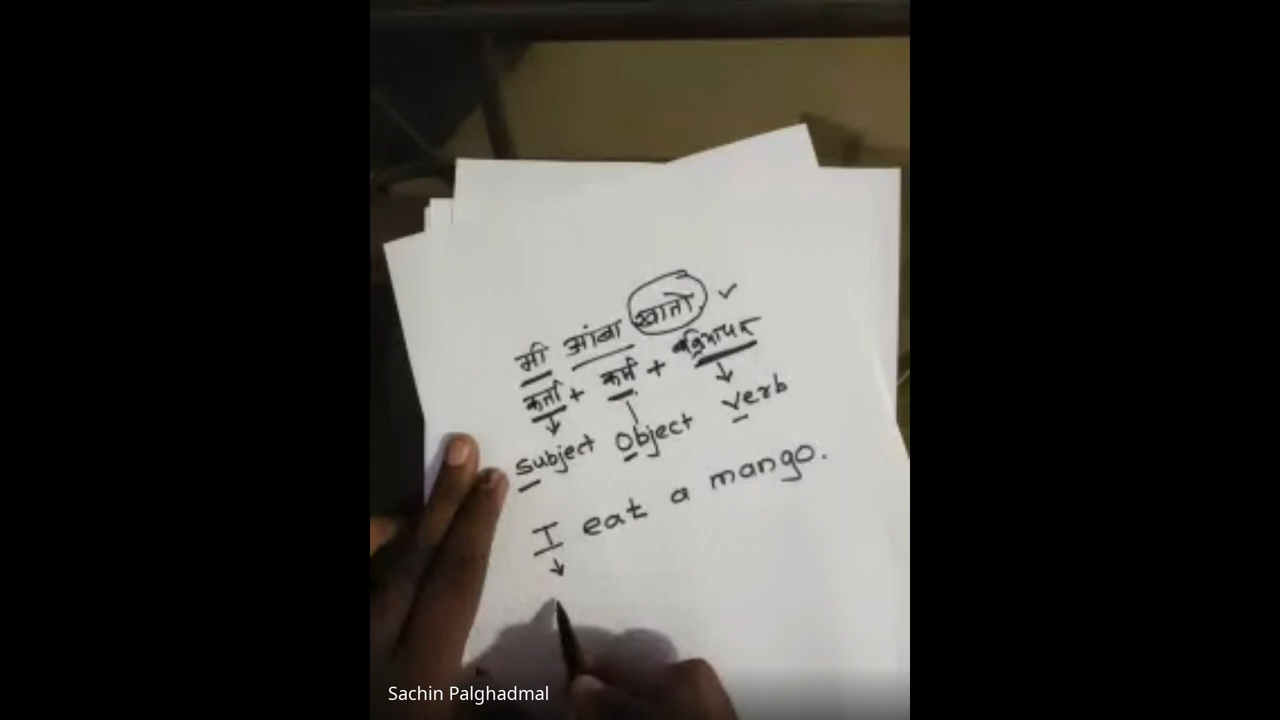 मी आंबा खातो.
कर्ता + कर्म + क्रियापद
Subject Object Verb
I eat a mango.
Sachin Palghadmal